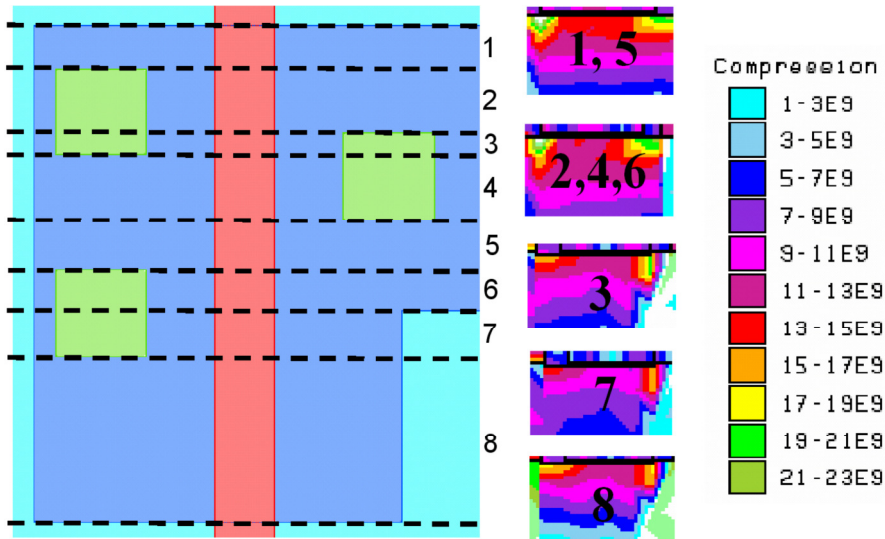 1
2
3
4
5
6
7
8
1, 5
2,4,6
3
7
8
Compression
1-3E9
3-5E9
5-7E9
7-9E9
9-11E9
11-13E9
13-15E9
15-17E9
17-19E9
19-21E9
21-23E9